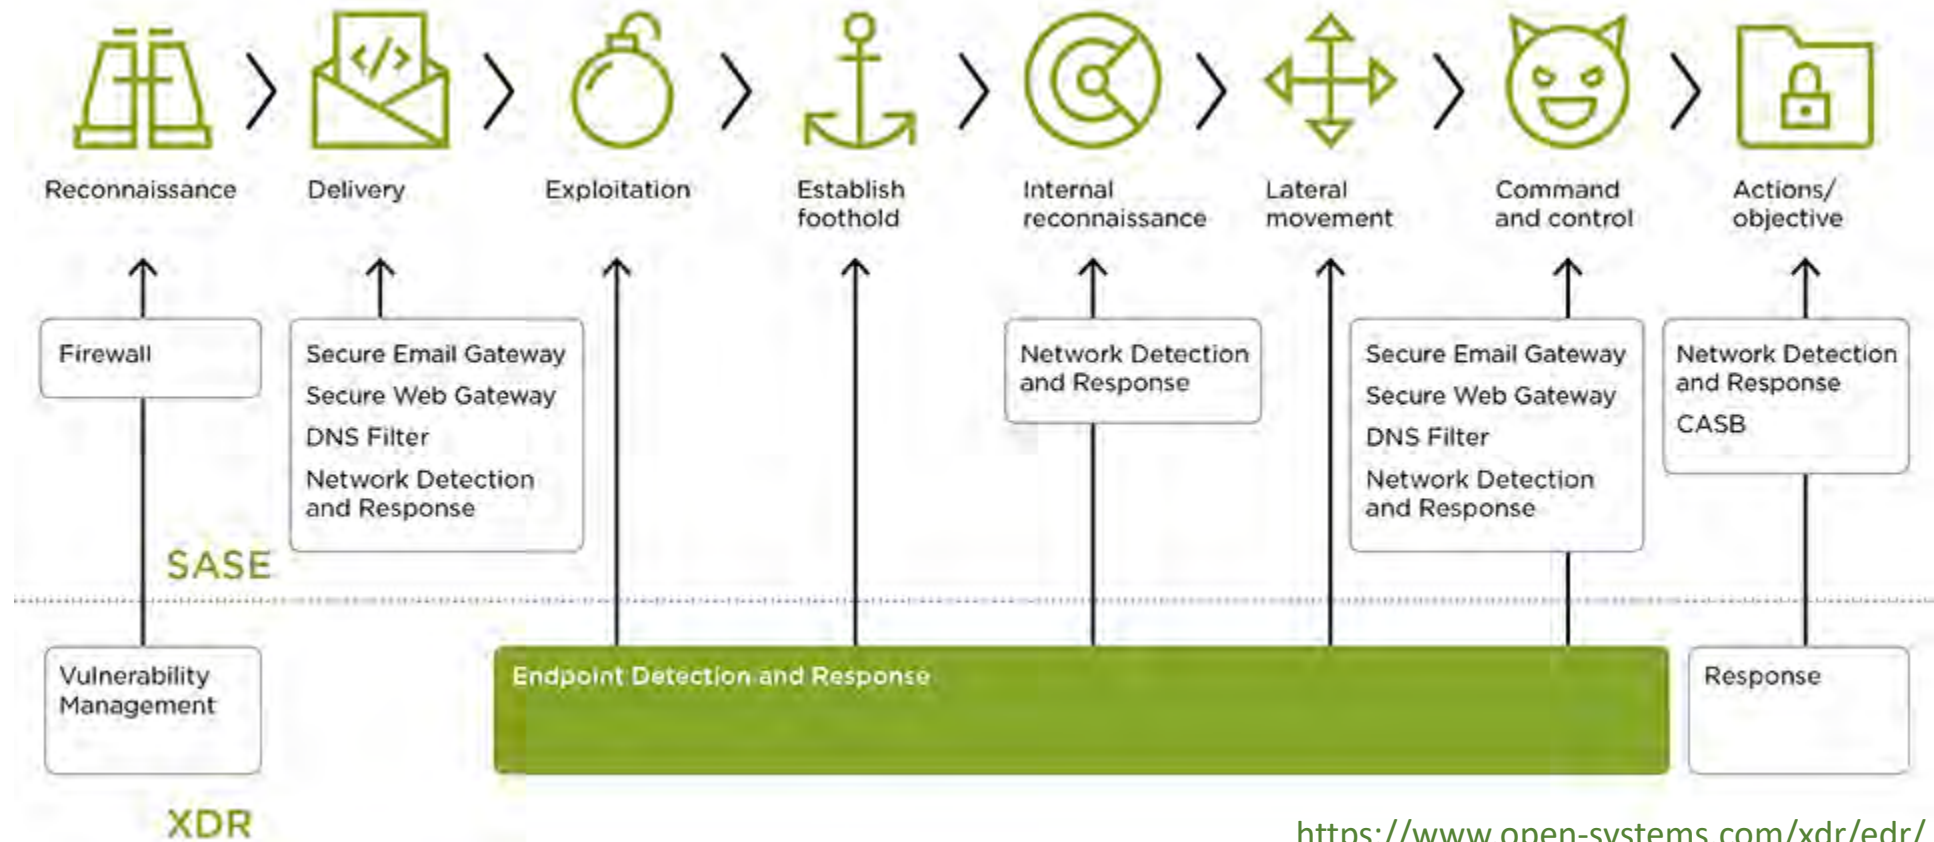 </>
Reconnaissance
Delivery
Exploitation
Establish
foothold
Internal
reconnaissance
Lateral
movement
Command
and control
Actions/
objective
Firewall
Secure Email Gateway
Secure Web Gateway
DNS Filter
Network Detection
and Response
Network Detection
and Response
Secure Email Gateway
Secure Web Gateway
DNS Filter
Network Detection
and Response
Network Detection
and Response
CASB
SASE
Vulnerability
Management
Endpoint Detection and Response
Response
XDR
https://www.open-systems.com/xdr/edr/